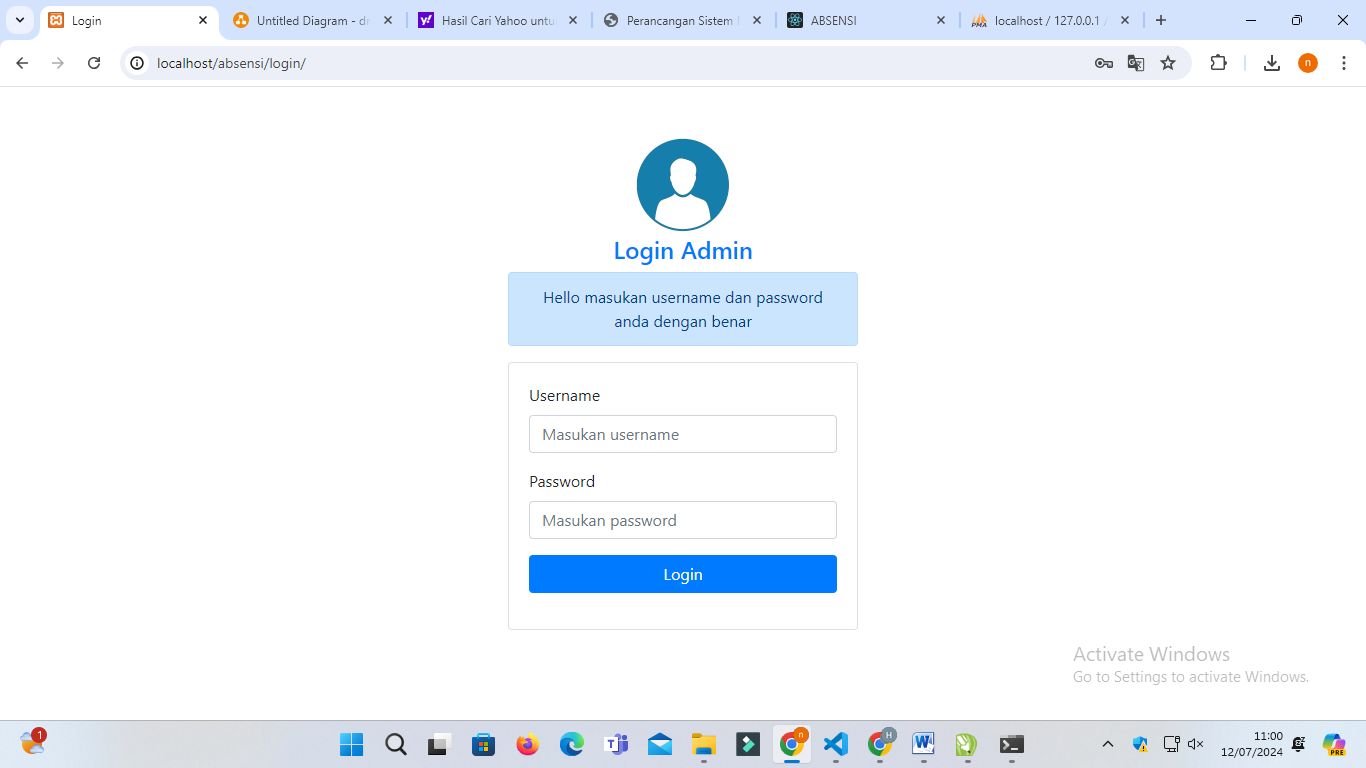 Login
Untitled Diagram - dr
Hasil Cari Yahoo untu
Perancangan Sistem
ABSENSI
localhost / 127.0.0.1 /
localhost/absensi/login/
n
Login Admin
Hello masukan username dan password
anda dengan benar
Username
Masukan username
Password
Masukan password
Login
Activate Windows
Go to Settings to activate Windows.
1
n
H
11:00
12/07/2024
PRE